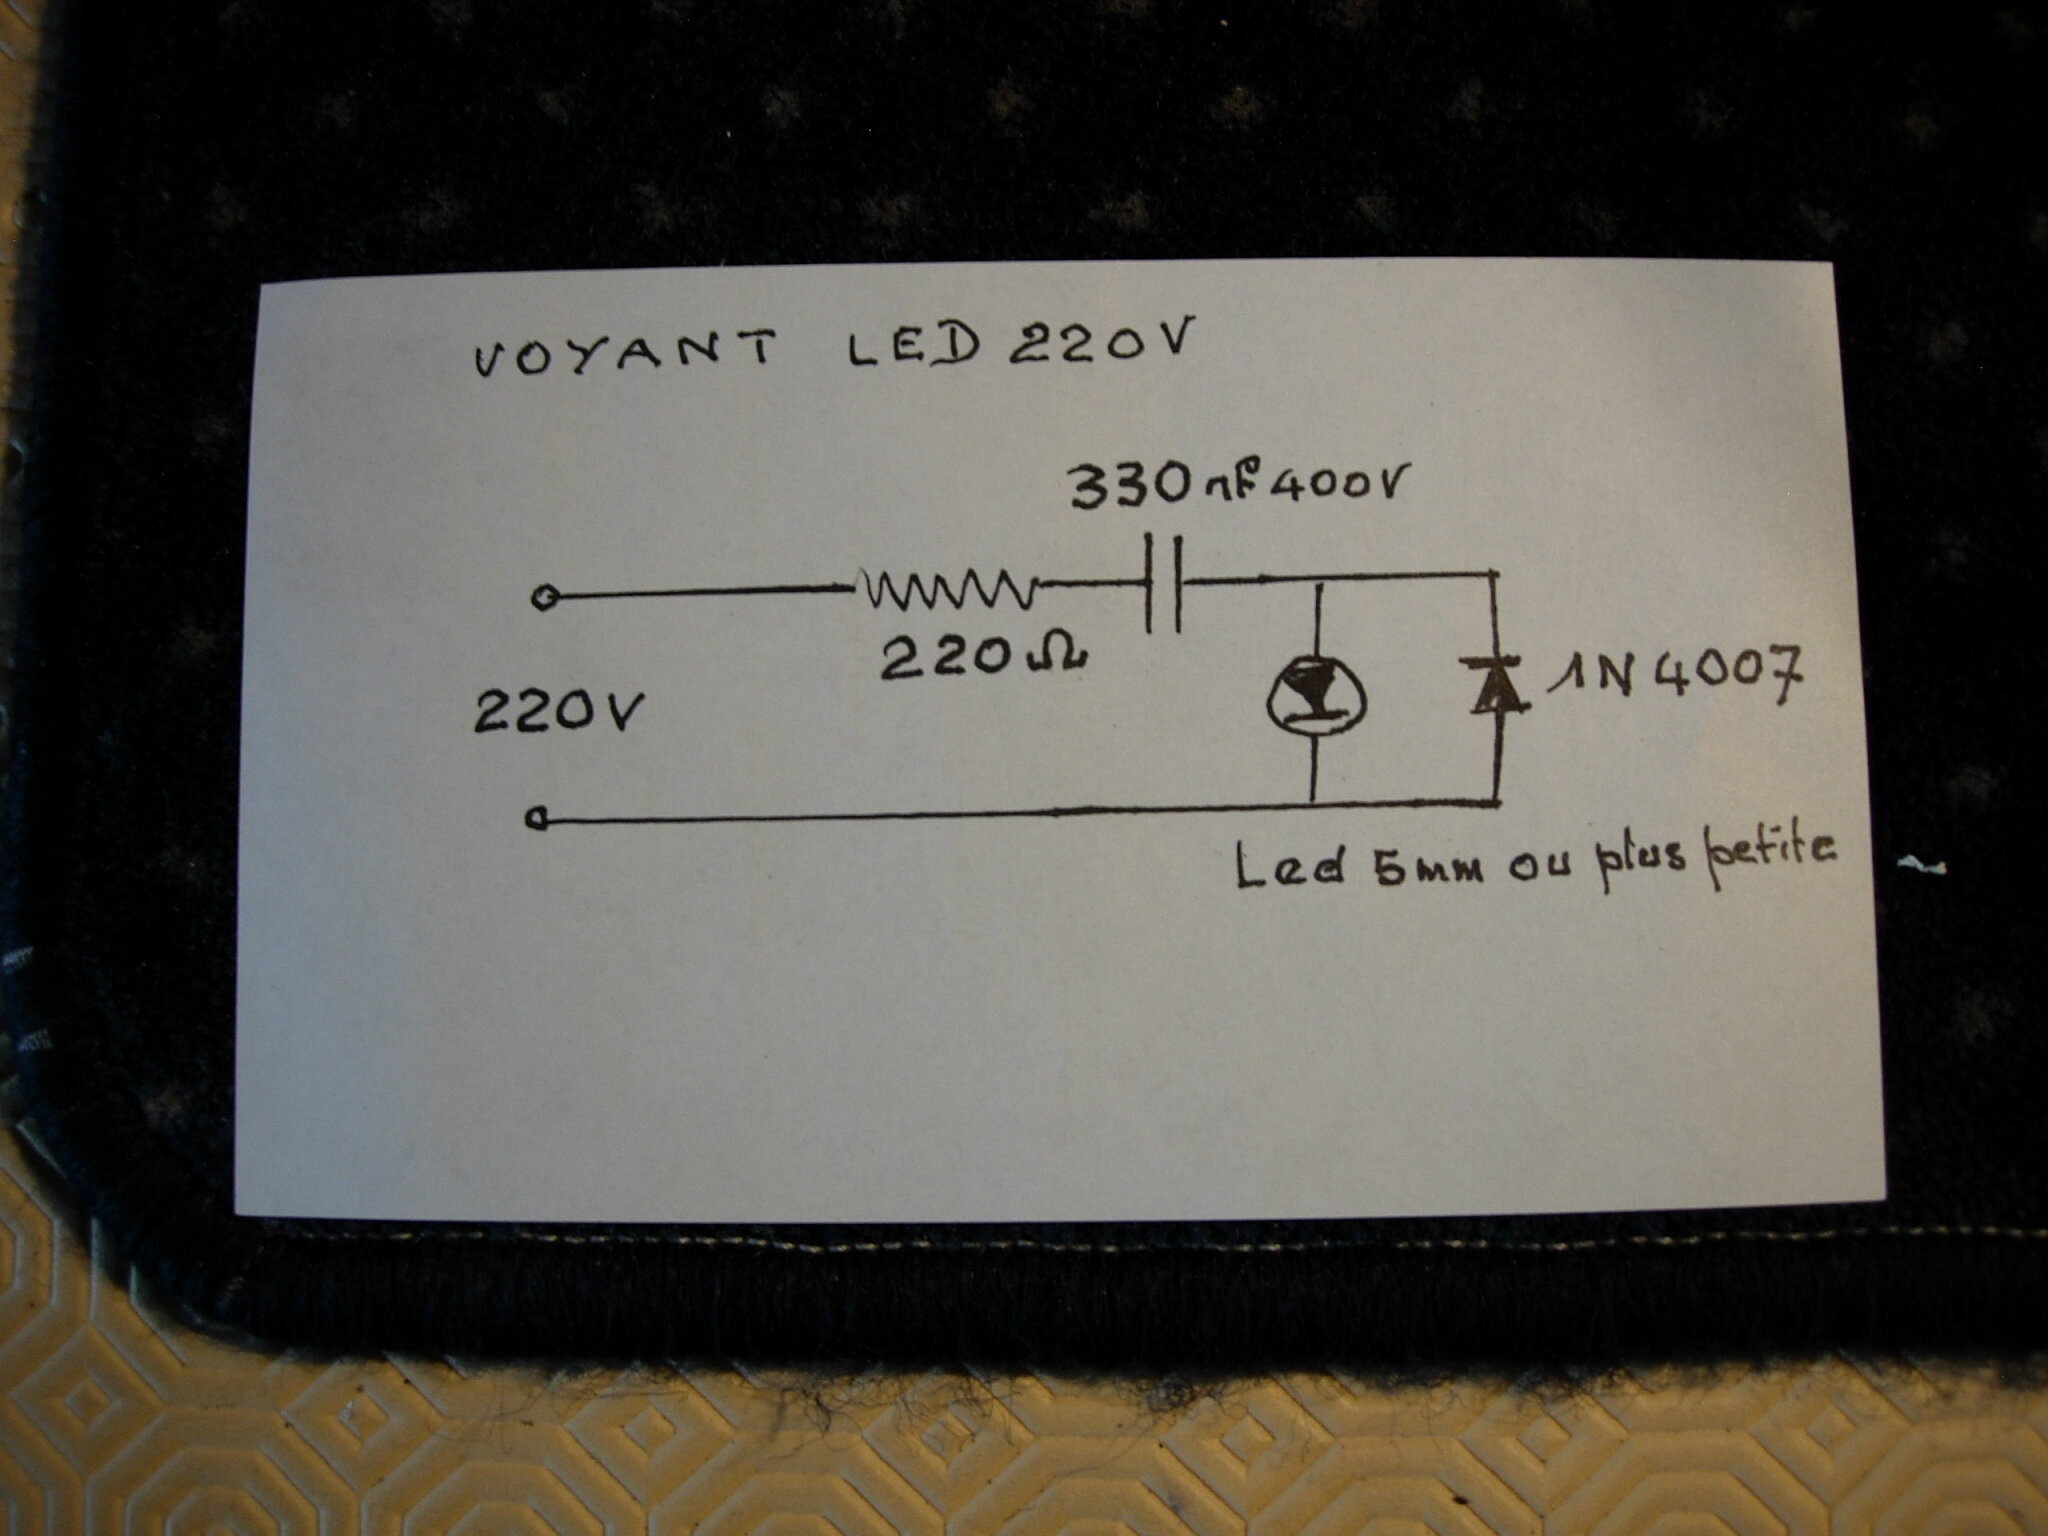 VOYANT LED 220V
330nF 400V
220Ω
220V
1N4007
Led 5mm ou plus petite